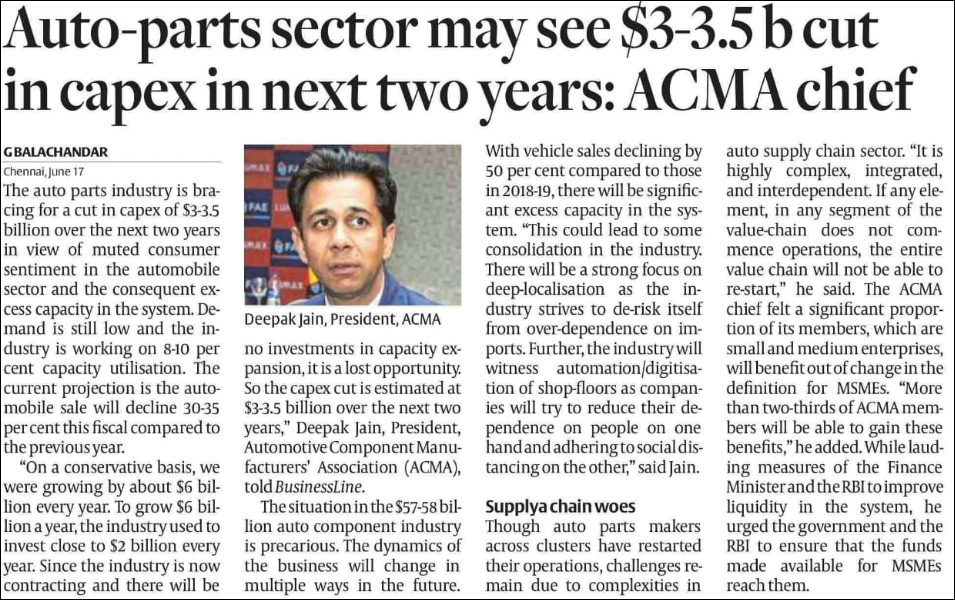 Auto-parts sector may see $3-3.5 b cut
in capex in next two years: ACMA chief
G BALACHANDAR
Chennai, June 17
The auto parts industry is bra-
cing for a cut in capex of $3-3.5
billion over the next two years
in view of muted consumer
sentiment in the automobile
sector and the consequent ex-
cess capacity in the system. De-
mand is still low and the in-
dustry is working on 8-10 per
cent capacity utilisation. The
current projection is the auto-
mobile sale will decline 30-35
per cent this fiscal compared to
the previous year.
"On a conservative basis, we
were growing by about $6 bil-
lion every year. To grow $6 bil-
lion a year, the industry used to
invest close to $2 billion every
year. Since the industry is now
contracting and there will be
FAE
LUMAX
Deepak Jain, President, ACMA
no investments in capacity ex-
pansion, it is a lost opportunity.
So the capex cut is estimated at
$3-3.5 billion over the next two
years," Deepak Jain, President,
Automotive Component Manu-
facturers' Association (ACMA),
told BusinessLine.
The situation in the $57-58 bil-
lion auto component industry
is precarious. The dynamics of
the business will change in
multiple ways in the future.
With vehicle sales declining by
50 per cent compared to those
in 2018-19, there will be signific-
ant excess capacity in the sys-
tem. "This could lead to some
consolidation in the industry.
There will be a strong focus on
deep-localisation as the in-
dustry strives to de-risk itself
from over-dependence on im-
ports. Further, the industry will
witness automation/digitisa-
tion of shop-floors as compan-
ies will try to reduce their de-
pendence on people on one
hand and adhering to social dis-
tancing on the other," said Jain.
Supplya chain woes
Though auto parts makers
across clusters have restarted
their operations, challenges re-
main due to complexities in
auto supply chain sector. "It is
highly complex, integrated,
and interdependent. If any ele-
ment, in any segment of the
value-chain does not com-
mence operations, the entire
value chain will not be able to
re-start," he said. The ACMA
chief felt a significant propor-
tion of its members, which are
small and medium enterprises,
will benefit out of change in the
definition for MSMEs. "More
than two-thirds of ACMA mem-
bers will be able to gain these
benefits," he added. While laud-
ing measures of the Finance
Minister and the RBI to improve
liquidity in the system, he
urged the government and the
RBI to ensure that the funds
made available for MSMEs
reach them.